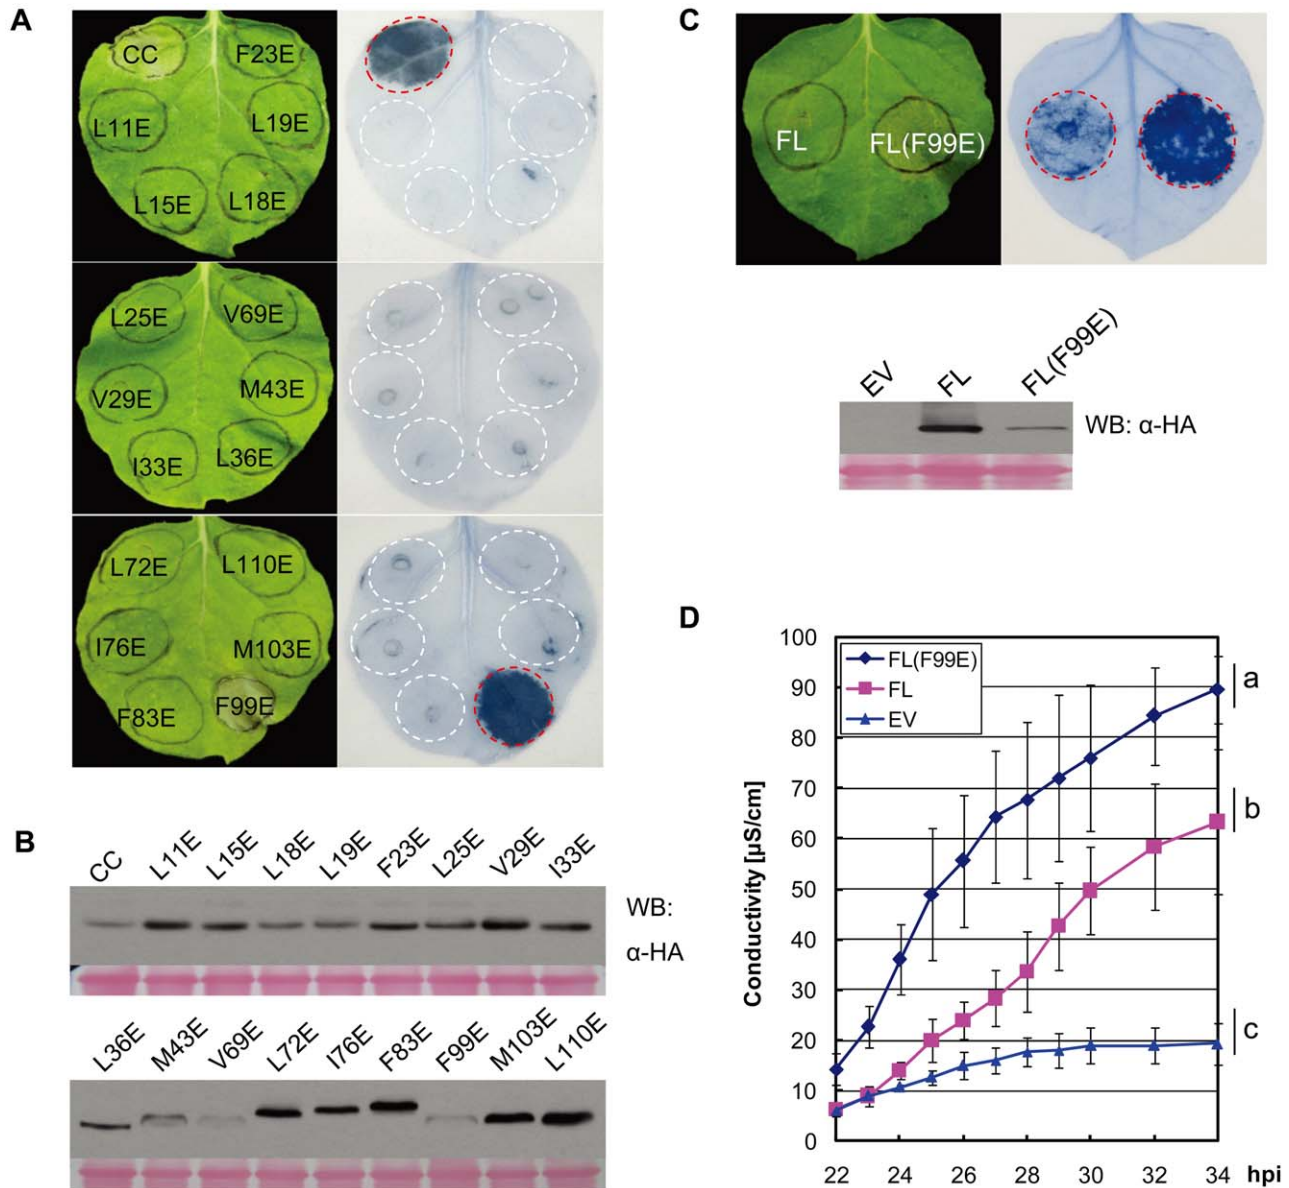 A
CC
F23E
L11E
L19E
L15E
L18E
L25E
V69E
V29E
M43E
I33E
L36E
L72E
L110E
I76E
M103E
F83E
F99E
B
CC L11E L15E L18E L19E F23E L25E V29E I33E
WB:
α-HA
L36E M43E V69E L72E I76E F83E F99E M103E L110E
C
FL
FL(F99E)
EV FL FL(F99E)
WB: α-HA
D
FL(F99E)
FL
EV
Conductivity [µS/cm]
100
90
80
70
60
50
40
30
20
10
0
a
b
c
22 24 26 28 30 32 34 hpi